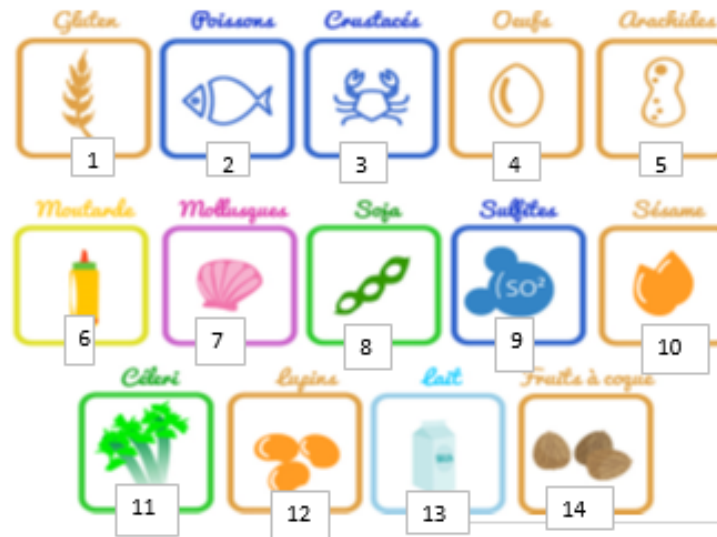 Gluten Poissons Crustacés Oeufs Arachides
1 2 3 4 5
Moutarde Mollusques Soja Sulfites Sésame
(SO²
6 7 8 9 10
Céleri Lupins Lait Fruits à coque
11 12 13 14